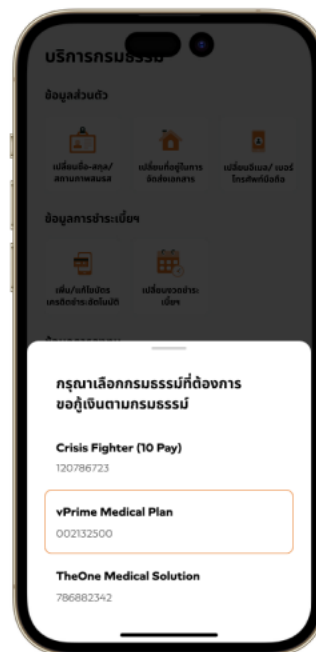 บริการกรมธรรม์
ข้อมูลส่วนตัว
เปลี่ยนชื่อ-สกุล/ เปลี่ยนที่อยู่ในการ เปลี่ยนอีเมล/ เบอร์
สถานภาพสมรส จัดส่งเอกสาร โทรศัพท์มือถือ
ข้อมูลการชำระเบี้ยฯ
เพิ่ม/แก้ไขบัตร เปลี่ยนงวดชำระ
เครดิตชำระอัตโนมัติ เบี้ยฯ
กรุณาเลือกกรมธรรม์ที่ต้องการ
ขอกู้เงินตามกรมธรรม์
Crisis Fighter (10 Pay)
120786723
vPrime Medical Plan
002132500
TheOne Medical Solution
786882342